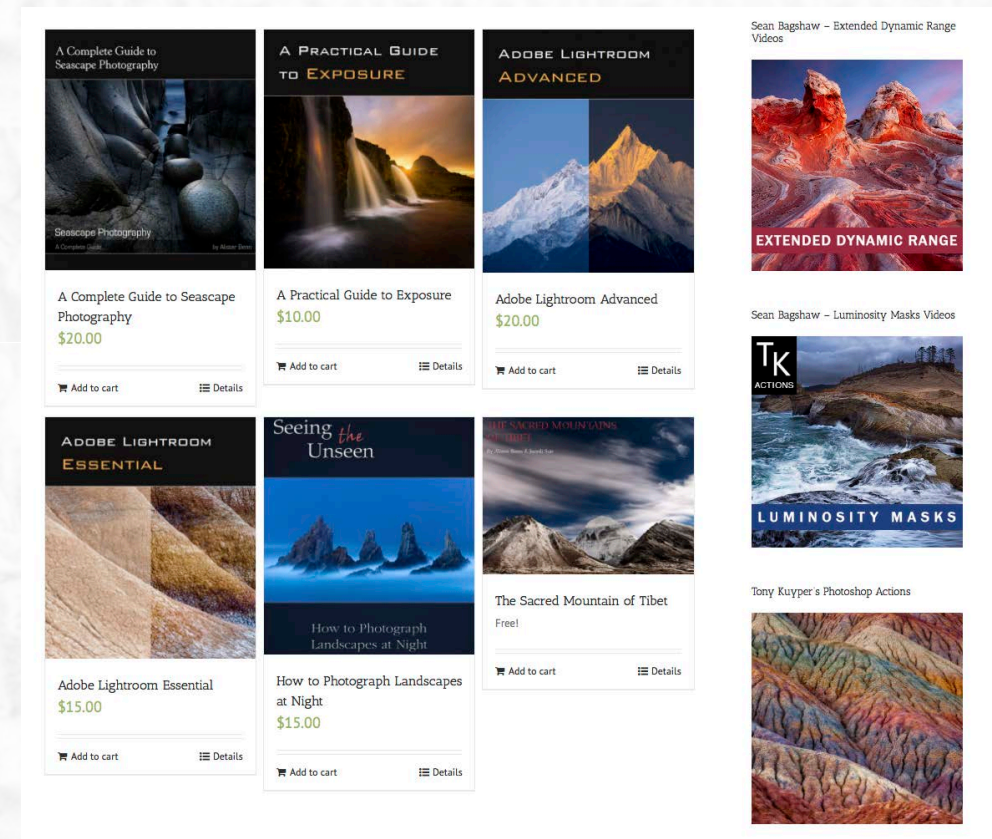 A Complete Guide to
Seascape Photography
Seascape Photography
A Complete Guide
by Alister Benn
A Complete Guide to Seascape
Photography
$20.00
Add to cart
Details
A PRACTICAL GUIDE
TO EXPOSURE
A Practical Guide to Exposure
$10.00
Add to cart
Details
ADOBE LIGHTROOM
ADVANCED
Adobe Lightroom Advanced
$20.00
Add to cart
Details
ADOBE LIGHTROOM
ESSENTIAL
Adobe Lightroom Essential
$15.00
Add to cart
Details
Seeing the
Unseen
How to Photograph
Landscapes at Night
How to Photograph Landscapes
at Night
$15.00
Add to cart
Details
THE SACRED MOUNTAINS
OF TIBET
The Sacred Mountain of Tibet
Free!
Add to cart
Details
Sean Bagshaw – Extended Dynamic Range
Videos
EXTENDED DYNAMIC RANGE
Sean Bagshaw – Luminosity Masks Videos
TK
ACTIONS
LUMINOSITY MASKS
Tony Kuyper's Photoshop Actions